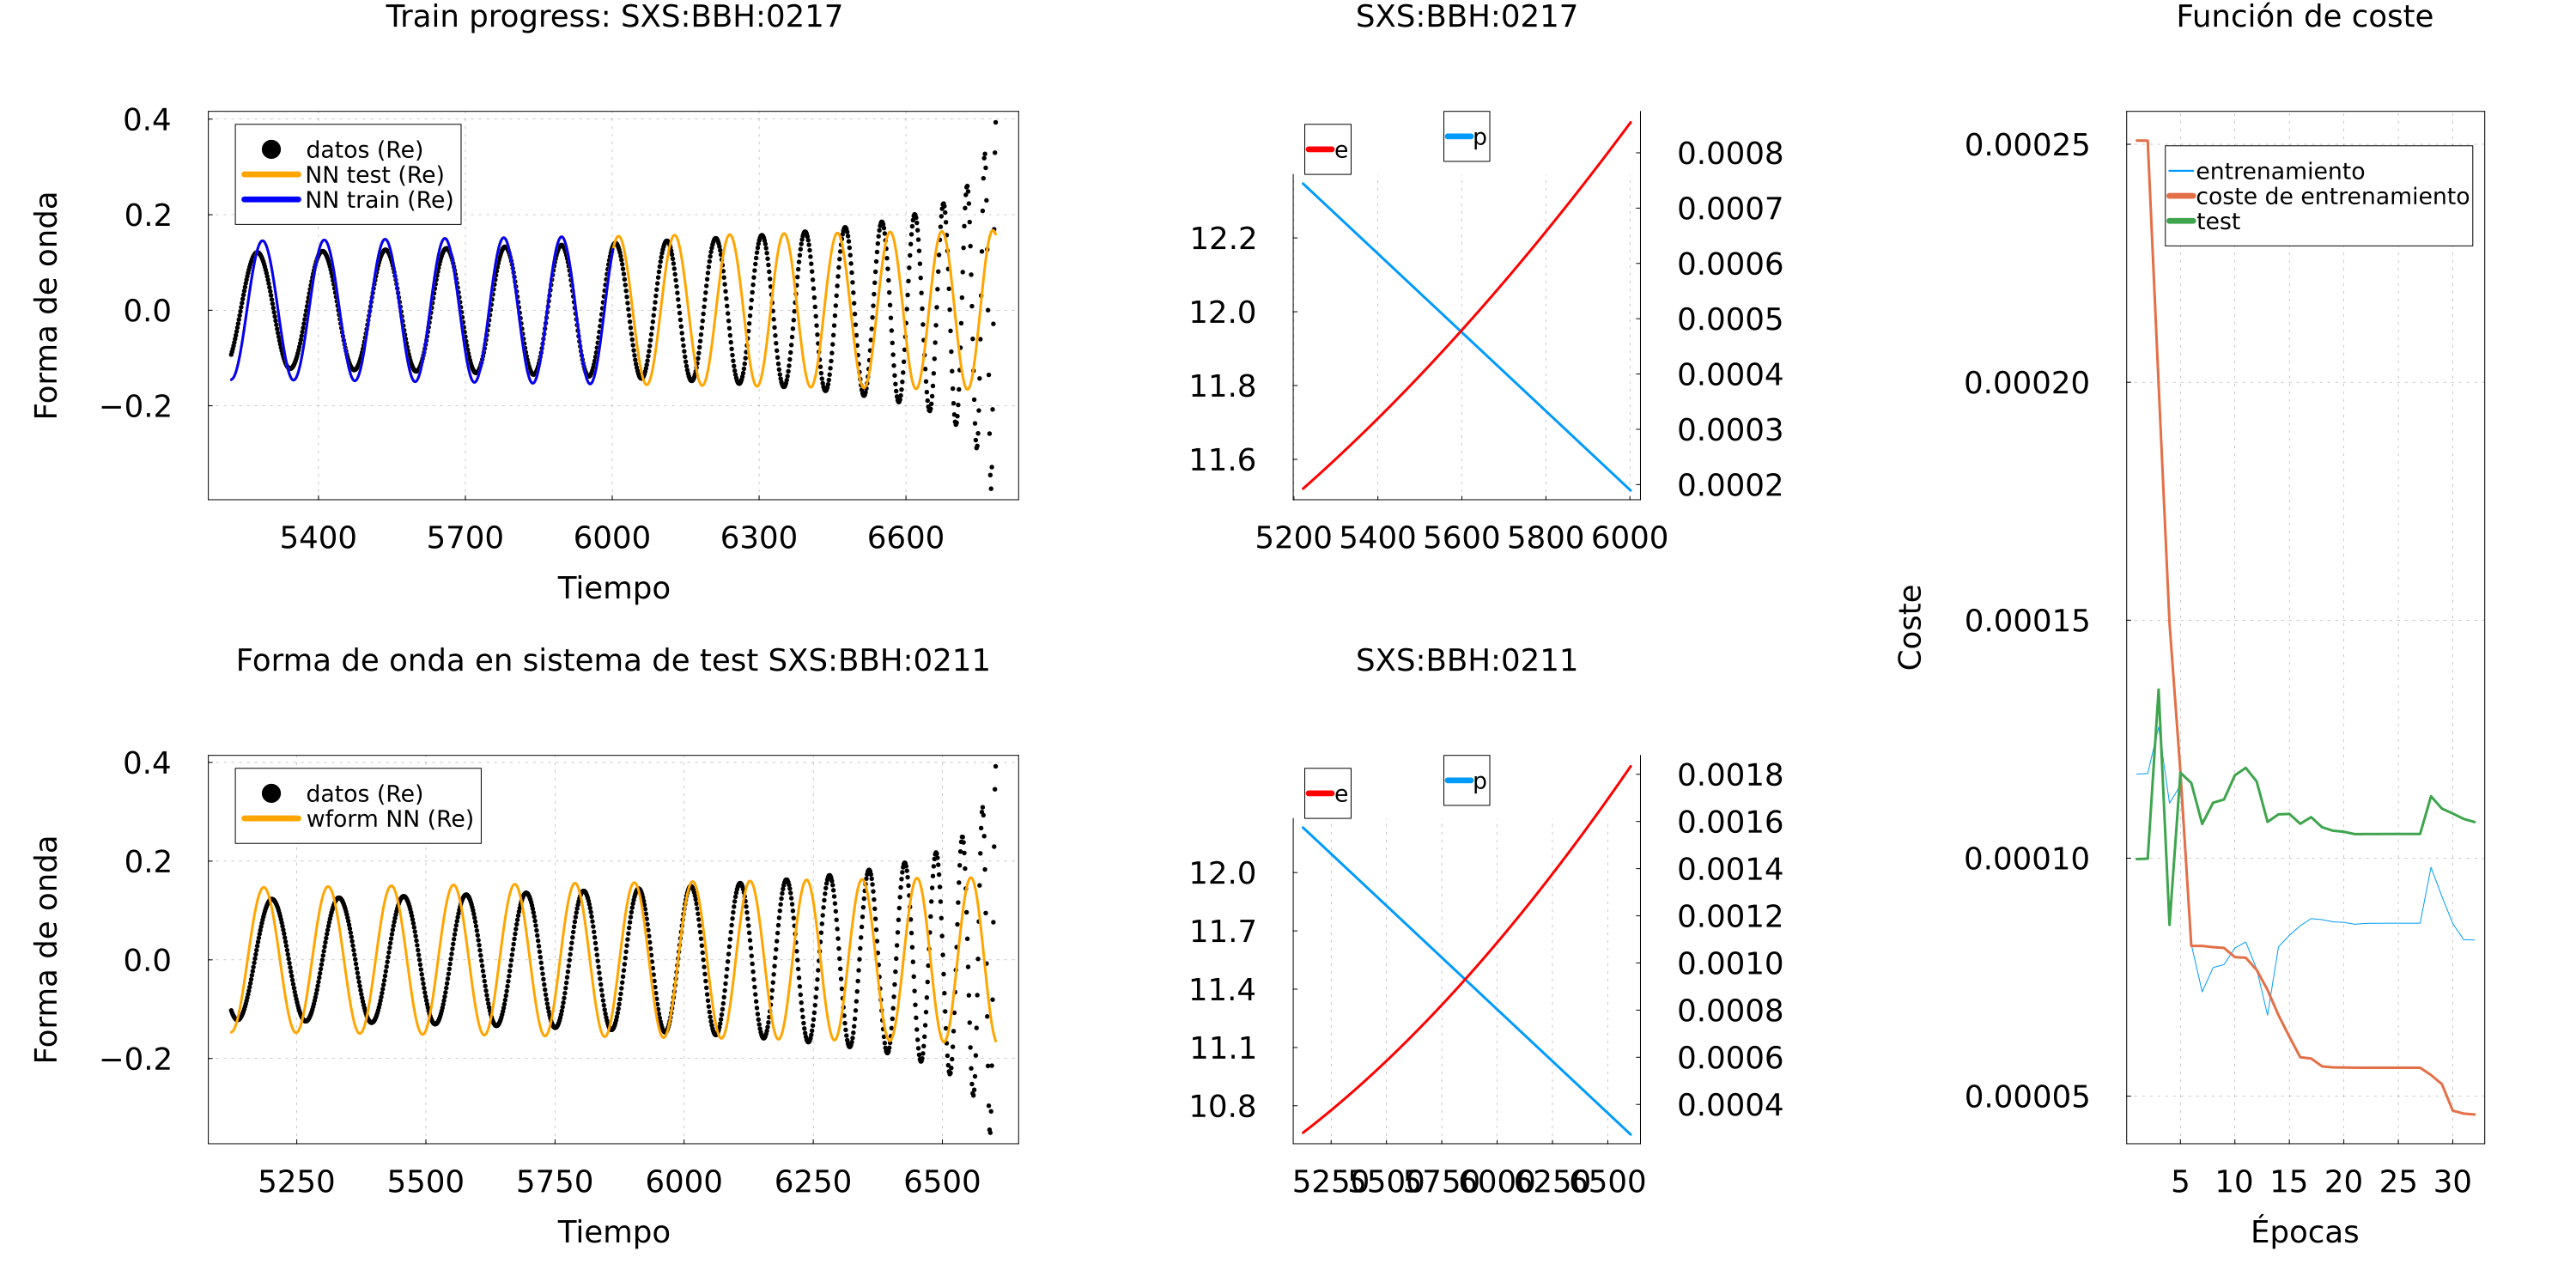 Train progress: SXS:BBH:0217
0.4
0.2
0.0
−0.2
Forma de onda
datos (Re)
NN test (Re)
NN train (Re)
5400 5700 6000 6300 6600
Tiempo
SXS:BBH:0217
e
p
12.2
12.0
11.8
11.6
0.0008
0.0007
0.0006
0.0005
0.0004
0.0003
0.0002
5200 5400 5600 5800 6000
Forma de onda en sistema de test SXS:BBH:0211
0.4
0.2
0.0
−0.2
Forma de onda
datos (Re)
wform NN (Re)
5250 5500 5750 6000 6250 6500
Tiempo
SXS:BBH:0211
e
p
12.0
11.7
11.4
11.1
10.8
0.0018
0.0016
0.0014
0.0012
0.0010
0.0008
0.0006
0.0004
5250 5500 5750 6000 6250 6500
Función de coste
0.00025
0.00020
0.00015
0.00010
0.00005
Coste
entrenamiento
coste de entrenamiento
test
5 10 15 20 25 30
Épocas